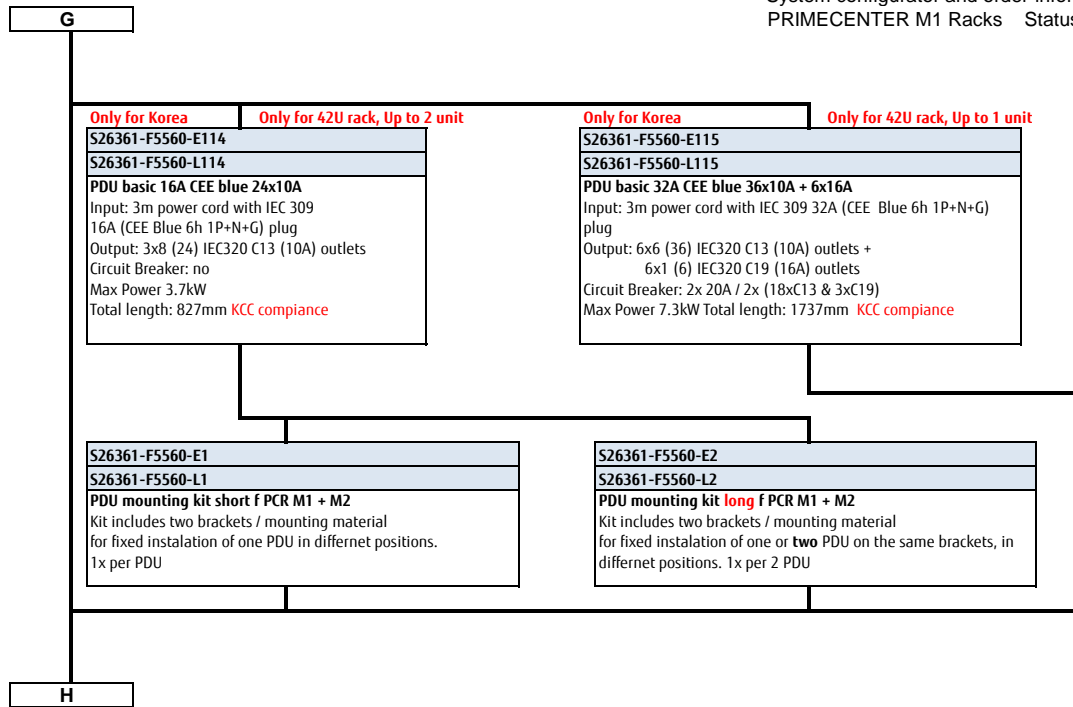 System configurator and order infor
PRIMECENTER M1 Racks Status
G
Only for Korea Only for 42U rack, Up to 2 unit
S26361-F5560-E114
S26361-F5560-L114
PDU basic 16A CEE blue 24x10A
Input: 3m power cord with IEC 309
16A (CEE Blue 6h 1P+N+G) plug
Output: 3x8 (24) IEC320 C13 (10A) outlets
Circuit Breaker: no
Max Power 3.7kW
Total length: 827mm KCC compiance
Only for Korea Only for 42U rack, Up to 1 unit
S26361-F5560-E115
S26361-F5560-L115
PDU basic 32A CEE blue 36x10A + 6x16A
Input: 3m power cord with IEC 309 32A (CEE Blue 6h 1P+N+G)
plug
Output: 6x6 (36) IEC320 C13 (10A) outlets +
6x1 (6) IEC320 C19 (16A) outlets
Circuit Breaker: 2x 20A / 2x (18xC13 & 3xC19)
Max Power 7.3kW Total length: 1737mm KCC compiance
S26361-F5560-E1
S26361-F5560-L1
PDU mounting kit short f PCR M1 + M2
Kit includes two brackets / mounting material
for fixed instalation of one PDU in differnet positions.
1x per PDU
S26361-F5560-E2
S26361-F5560-L2
PDU mounting kit long f PCR M1 + M2
Kit includes two brackets / mounting material
for fixed instalation of one or two PDU on the same brackets, in
differnet positions. 1x per 2 PDU
H